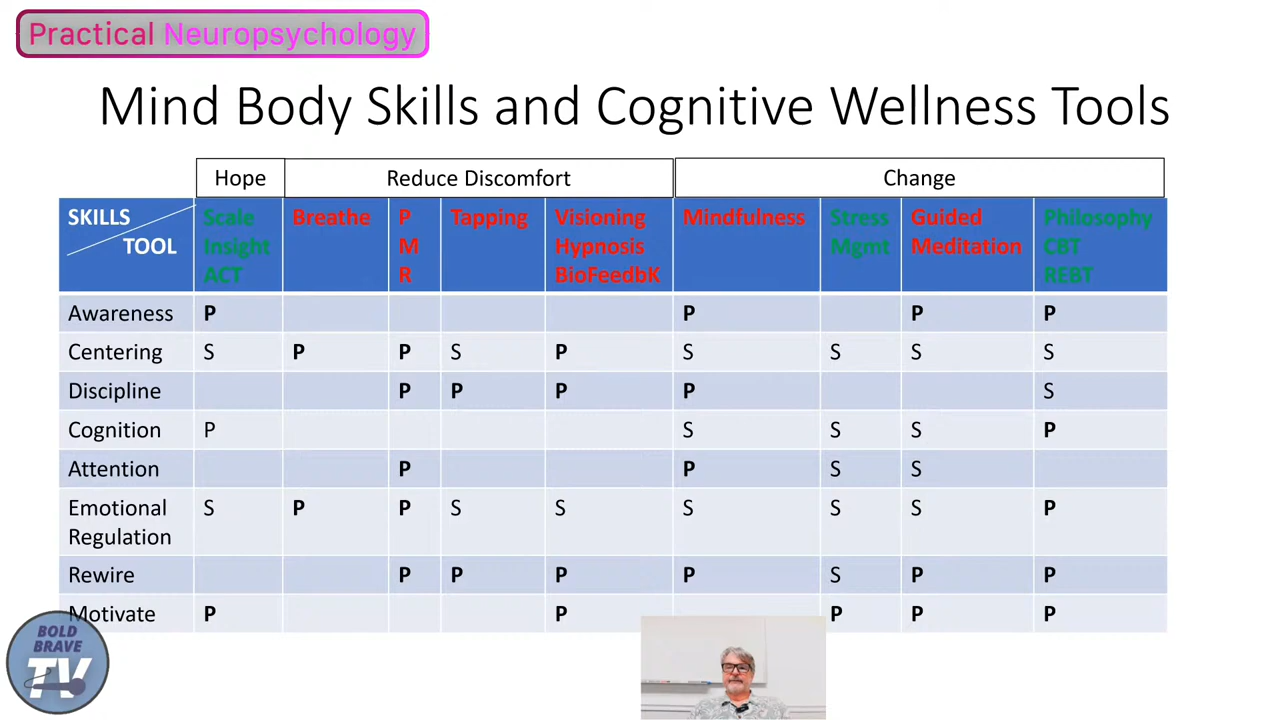 Practical Neuropsychology
Mind Body Skills and Cognitive Wellness Tools
Hope Reduce Discomfort Change
SKILLS
TOOL
Scale
Insight
ACT
Breathe
P
M
R
Tapping
Visioning
Hypnosis
BioFeedbK
Mindfulness
Stress
Mgmt
Guided
Meditation
Philosophy
CBT
REBT
Awareness P P P P
Centering S P P S P S S S S
Discipline P P P P S
Cognition P S S S P
Attention P P S S
Emotional S P P S S S S S P
Regulation
Rewire P P P P S P P
Motivate P P P P P
BOLD
BRAVE
TV